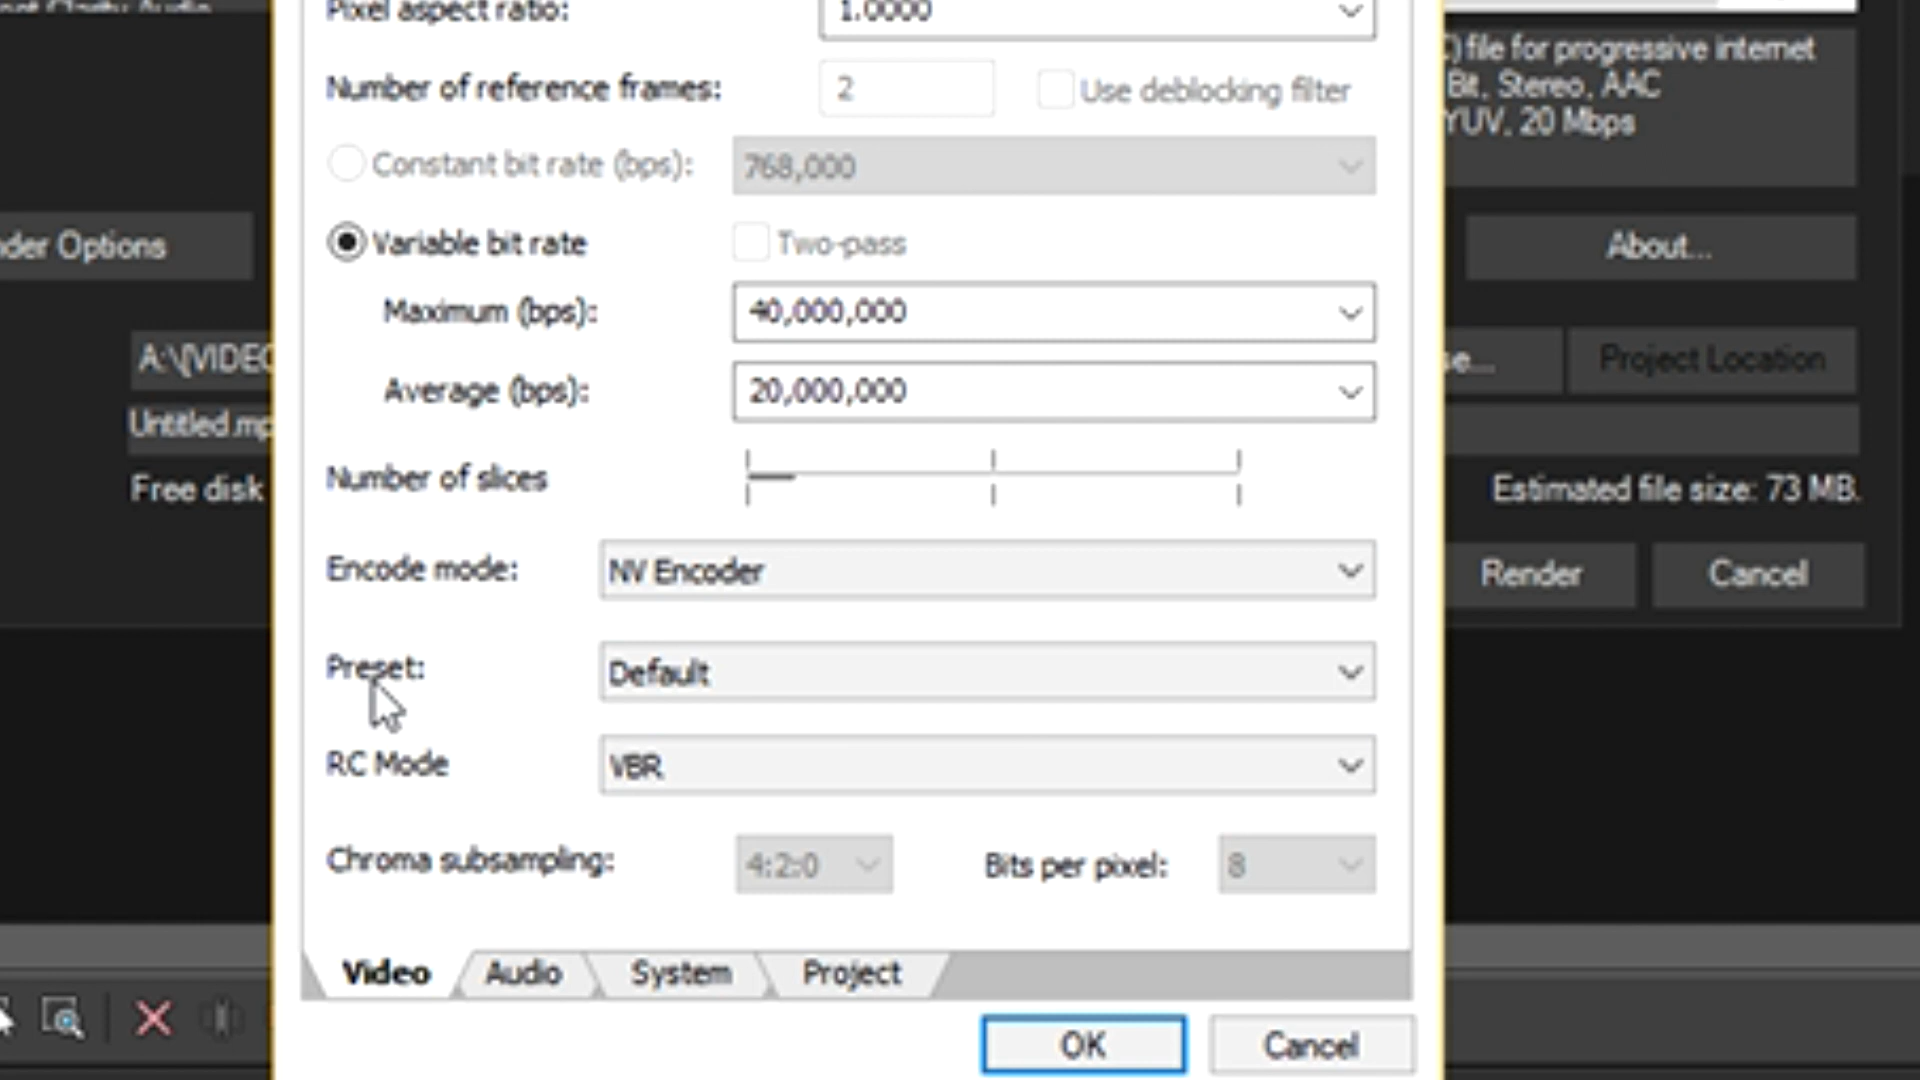 Pixel aspect ratio: 1.0000
) file for progressive internet
Number of reference frames: 2 Use deblocking filter
Bit, Stereo, AAC
YUV, 20 Mbps
Constant bit rate (bps): 768,000
Variable bit rate Two-pass
der Options
About...
Maximum (bps): 40,000,000
A:\[VIDEO
Project Location
Average (bps): 20,000,000
Untitled.mp
Number of slices
Free disk
Estimated file size: 73 MB.
Encode mode: NV Encoder
Render Cancel
Preset: Default
RC Mode VBR
Chroma subsampling: 4:2:0 Bits per pixel: 8
Video Audio System Project
OK Cancel